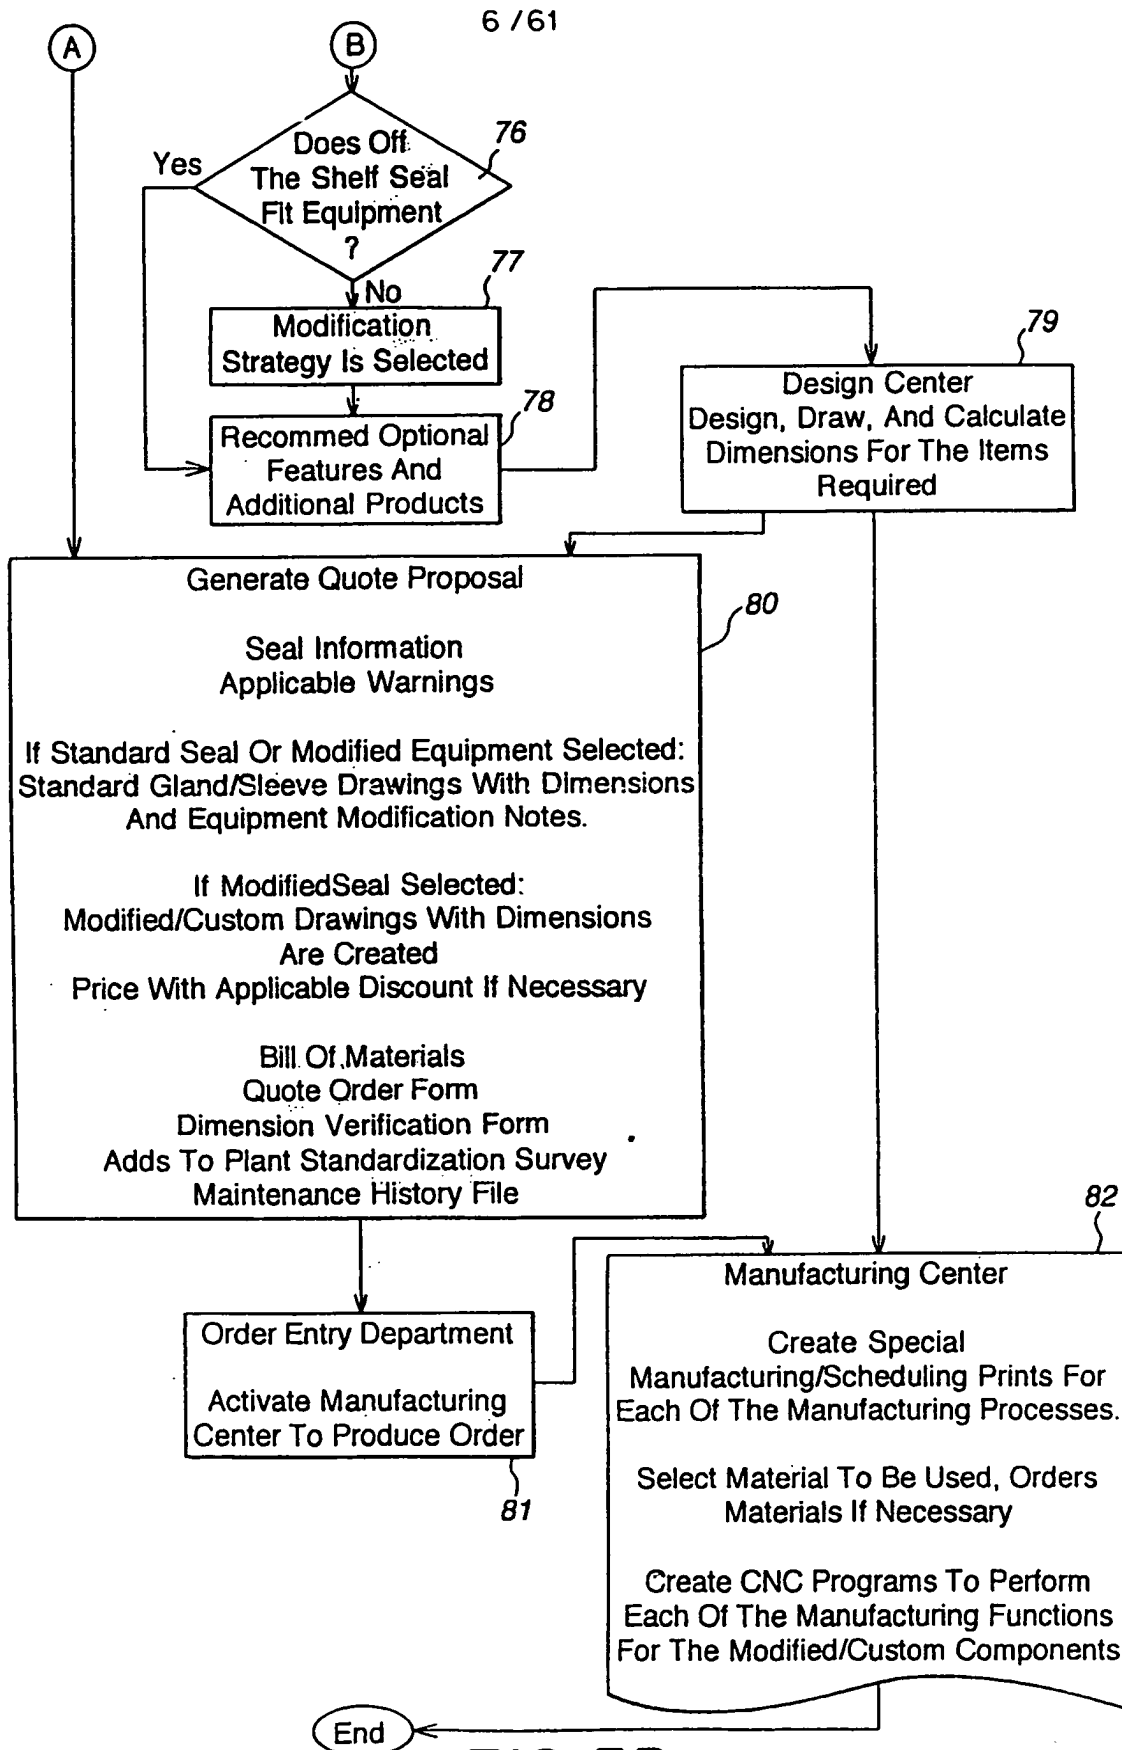 6 / 61
A
B
Does Off
The Shelf Seal
Fit Equipment
?
76
Yes
No
77
Modification
Strategy Is Selected
78
Recommed Optional
Features And
Additional Products
79
Design Center
Design, Draw, And Calculate
Dimensions For The Items
Required
Generate Quote Proposal
80
Seal Information
Applicable Warnings
If Standard Seal Or Modified Equipment Selected:
Standard Gland/Sleeve Drawings With Dimensions
And Equipment Modification Notes.
If ModifiedSeal Selected:
Modified/Custom Drawings With Dimensions
Are Created
Price With Applicable Discount If Necessary
Bill Of Materials
Quote Order Form
Dimension Verification Form
Adds To Plant Standardization Survey
Maintenance History File
Order Entry Department
Activate Manufacturing
Center To Produce Order
81
82
Manufacturing Center
Create Special
Manufacturing/Scheduling Prints For
Each Of The Manufacturing Processes.
Select Material To Be Used, Orders
Materials If Necessary
Create CNC Programs To Perform
Each Of The Manufacturing Functions
For The Modified/Custom Components
End